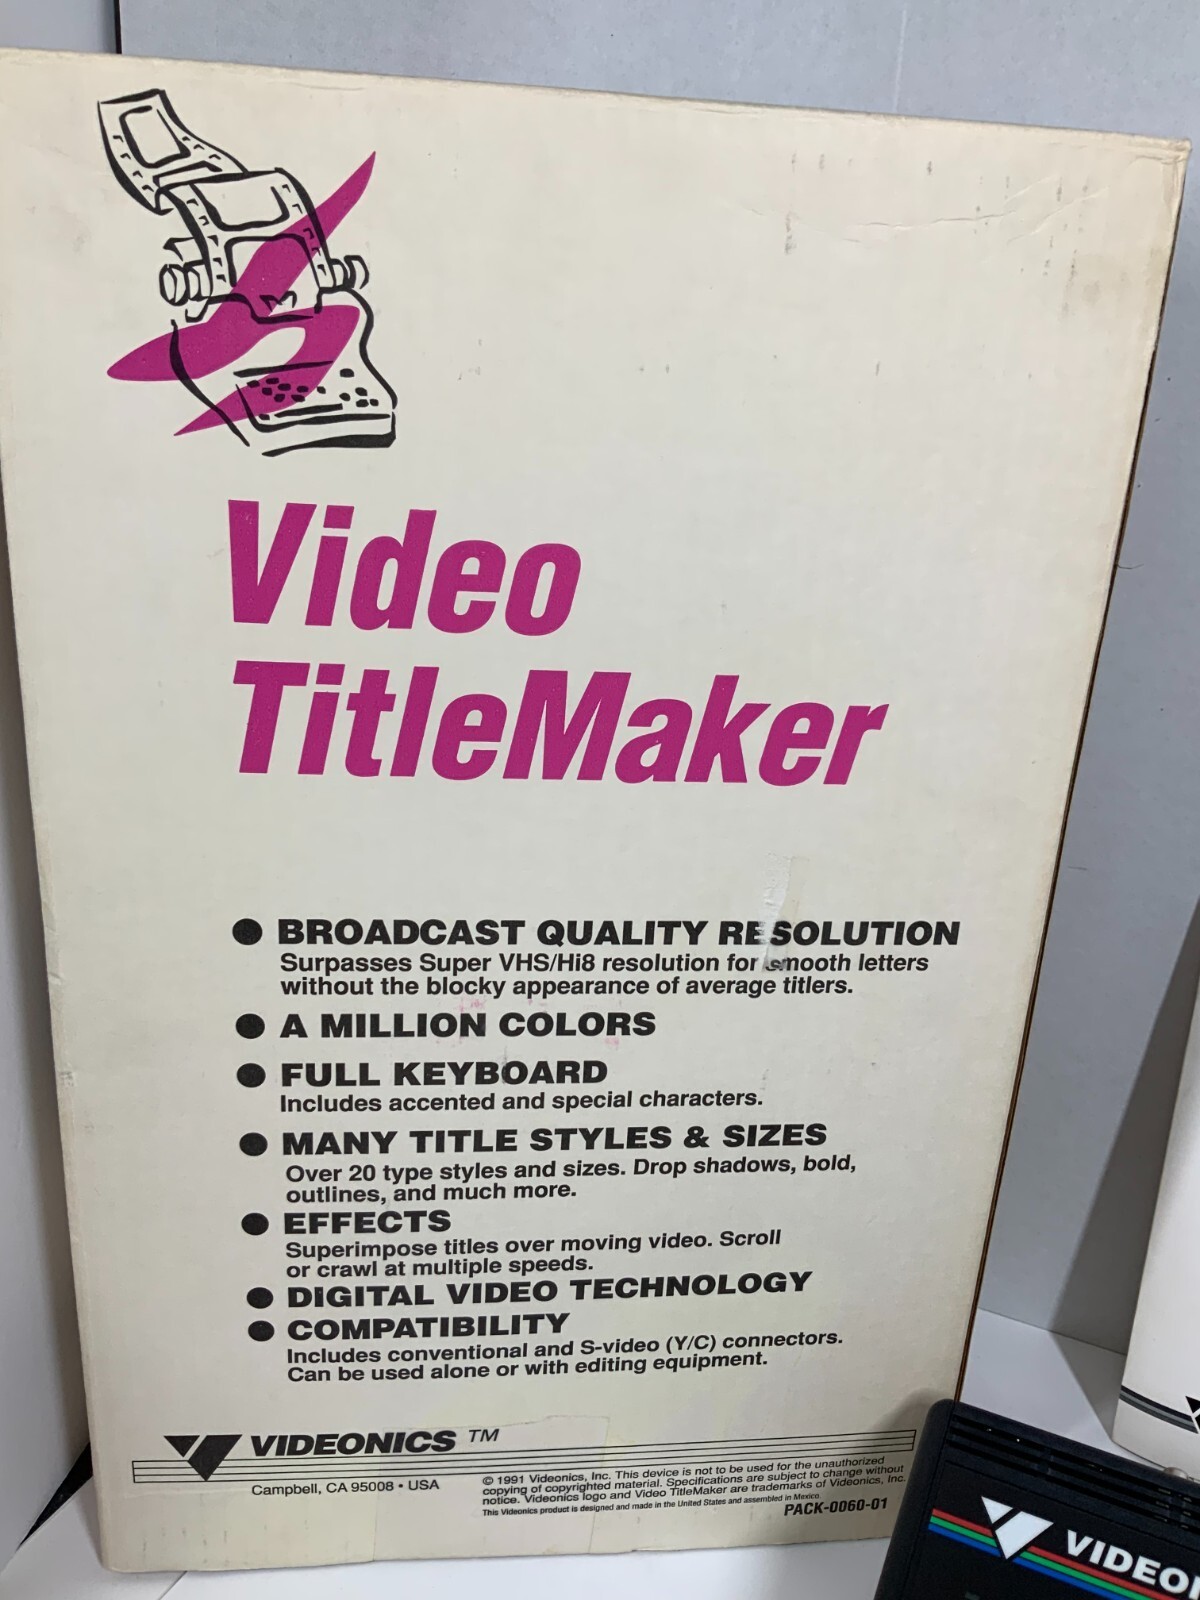 Video
TitleMaker
● BROADCAST QUALITY RESOLUTION
Surpasses Super VHS/Hi8 resolution for smooth letters
without the blocky appearance of average titlers.
● A MILLION COLORS
● FULL KEYBOARD
Includes accented and special characters.
● MANY TITLE STYLES & SIZES
Over 20 type styles and sizes. Drop shadows, bold,
outlines, and much more.
● EFFECTS
Superimpose titles over moving video. Scroll
or crawl at multiple speeds.
● DIGITAL VIDEO TECHNOLOGY
● COMPATIBILITY
Includes conventional and S-video (Y/C) connectors.
Can be used alone or with editing equipment.
VIDEONICS TM
Campbell, CA 95008 • USA
© 1991 Videonics, Inc. This device is not to be used for the unauthorized
copying of copyrighted material. Specifications are subject to change without
notice. Videonics logo and Video TitleMaker are trademarks of Videonics, Inc.
This Videonics product is designed and made in the United States and assembled in Mexico.
PACK-0060-01
VIDEO